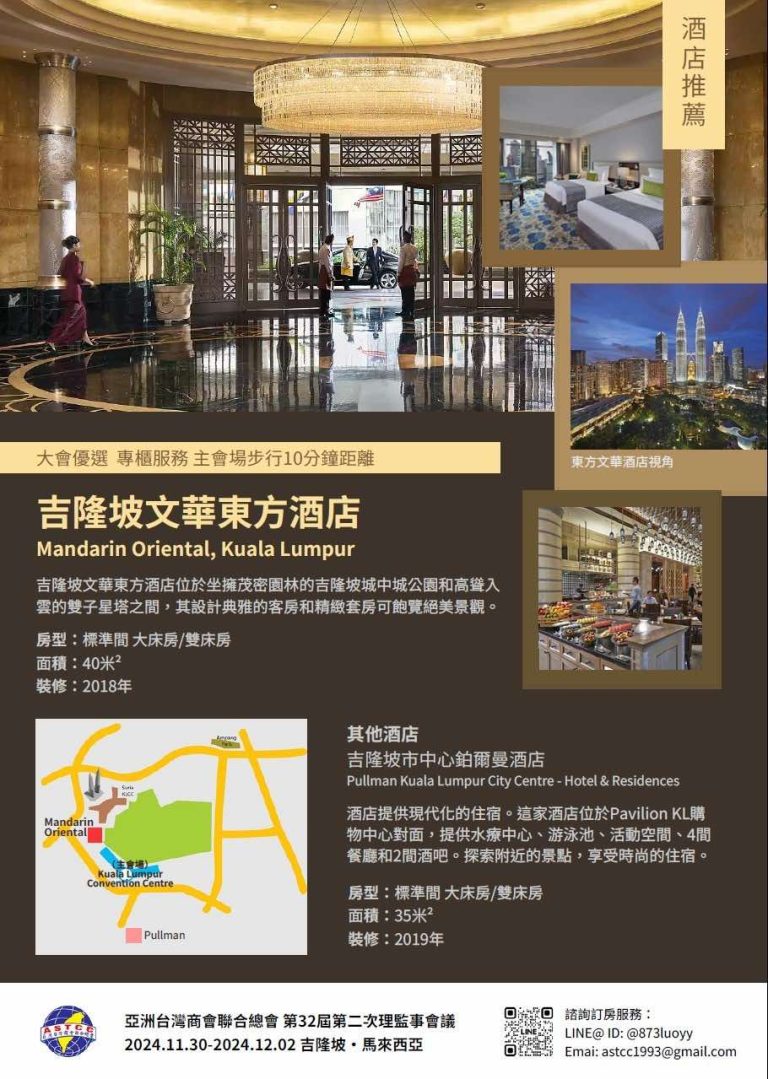 酒店推薦
東方文華酒店視角
大會優選 專櫃服務 主會場步行10分鐘距離
吉隆坡文華東方酒店
Mandarin Oriental, Kuala Lumpur
吉隆坡文華東方酒店位於坐擁茂密園林的吉隆坡城中城公園和高聳入
雲的雙子星塔之間，其設計典雅的客房和精緻套房可飽覽絕美景觀。
房型：標準間 大床房/雙床房
面積：40米²
裝修：2018年
Ampang
Park
Suria
KLCC
Mandarin
Oriental
（主會場）
Kuala Lumpur
Convention Centre
Pullman
其他酒店
吉隆坡市中心鉑爾曼酒店
Pullman Kuala Lumpur City Centre - Hotel & Residences
酒店提供現代化的住宿。這家酒店位於Pavilion KL購
物中心對面，提供水療中心、游泳池、活動空間、4間
餐廳和2間酒吧。探索附近的景點，享受時尚的住宿。
房型：標準間 大床房/雙床房
面積：35米²
裝修：2019年
ASTCC
亞洲台灣商會聯合總會 第32屆第二次理監事會議
2024.11.30-2024.12.02 吉隆坡·馬來西亞
LINE
諮詢訂房服務：
LINE@ ID: @873luoyy
Emai: astcc1993@gmail.com